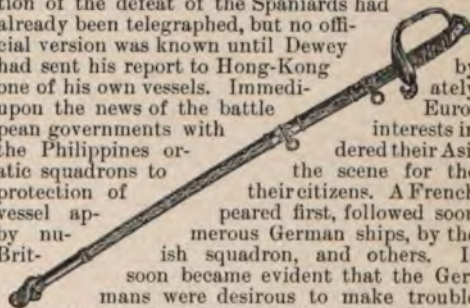 tion of the defeat of the Spaniards had
already been telegraphed, but no offi-
cial version was known until Dewey
had sent his report to Hong-Kong by
one of his own vessels. Immedi- ately
upon the news of the battle Euro-
pean governments with interests in
the Philippines or- dered their Asi-
atic squadrons to the scene for the
protection of their citizens. A French
vessel ap- peared first, followed soon
by nu- merous German ships, by the
Brit- ish squadron, and others. I
soon became evident that the Ger
mans were desirous to make troubl